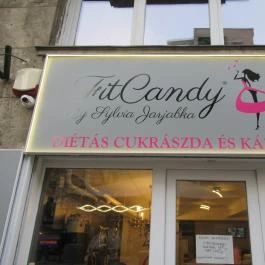 FitCandy®
by Sylvia Jarjabka
DIÉTÁS CUKRÁSZDA ÉS KÁ